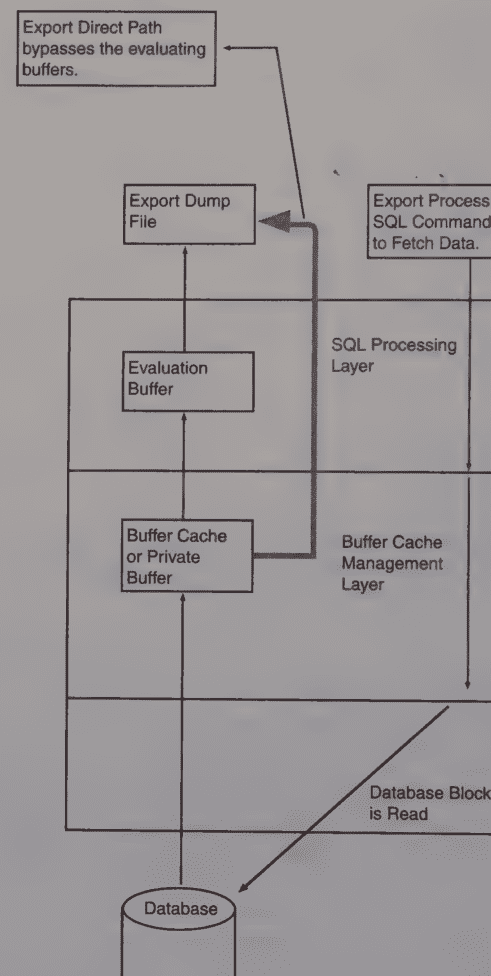 Export Direct Path
bypasses the evaluating
buffers.
Export Dump
File
Export Process
SQL Command
to Fetch Data.
SQL Processing
Layer
Evaluation
Buffer
Buffer Cache
or Private
Buffer
Buffer Cache
Management
Layer
Database Block
is Read
Database